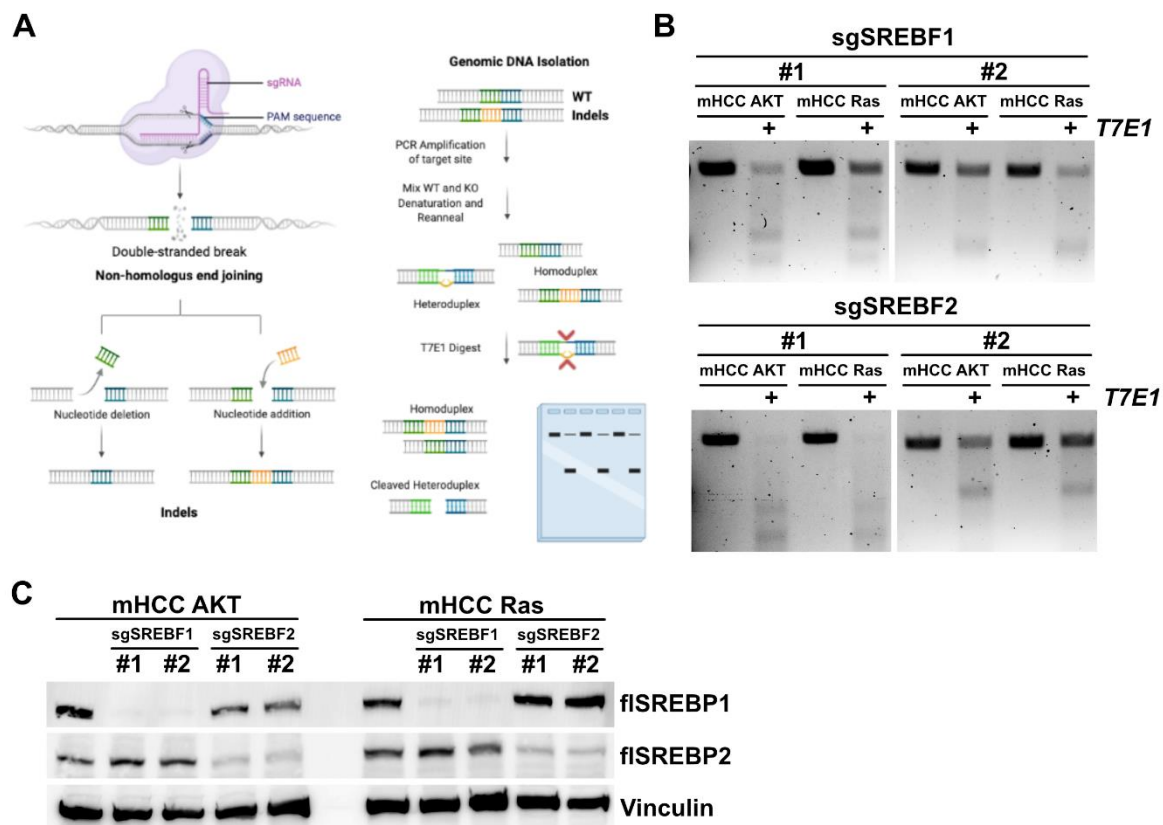 A
sgRNA
PAM sequence
Double-stranded break
Non-homologus end joining
Nucleotide deletion
Nucleotide addition
Indels
Genomic DNA Isolation
WT
Indels
PCR Amplification
of target site
Mix WT and KO
Denaturation and
Reanneal
Homoduplex
Heteroduplex
T7E1 Digest
Homoduplex
Cleaved Heteroduplex
B
sgSREBF1
#1 #2
mHCC AKT mHCC Ras mHCC AKT mHCC Ras
+ + + + T7E1
sgSREBF2
#1 #2
mHCC AKT mHCC Ras mHCC AKT mHCC Ras
+ + + + T7E1
C
mHCC AKT mHCC Ras
sgSREBF1 sgSREBF2 sgSREBF1 sgSREBF2
#1 #2 #1 #2 #1 #2 #1 #2
flSREBP1
flSREBP2
Vinculin